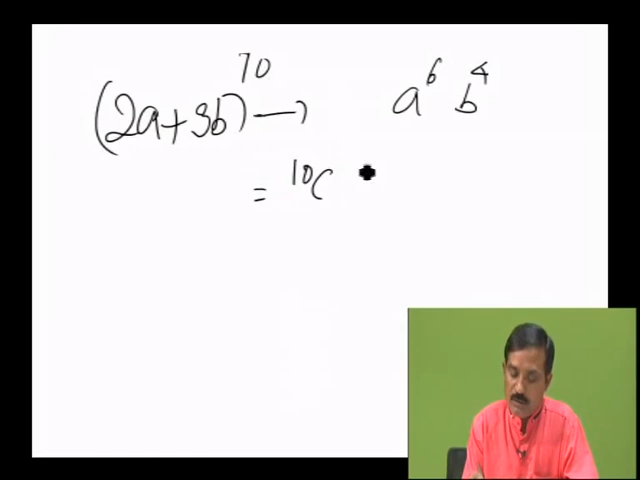 (2a+3b)^10 → a^6 b^4
= ^10C